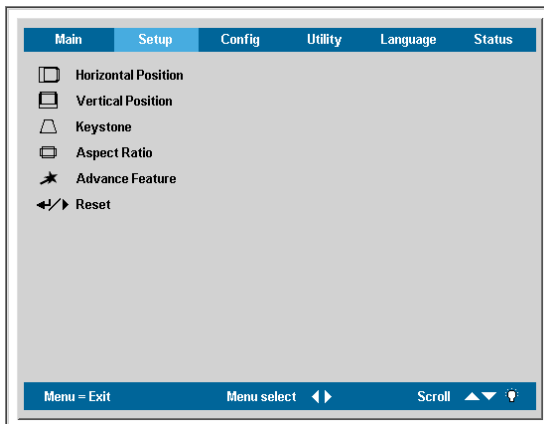 Main Setup Config Utility Language Status
Horizontal Position
Vertical Position
Keystone
Aspect Ratio
Advance Feature
Reset
Menu = Exit Menu select Scroll